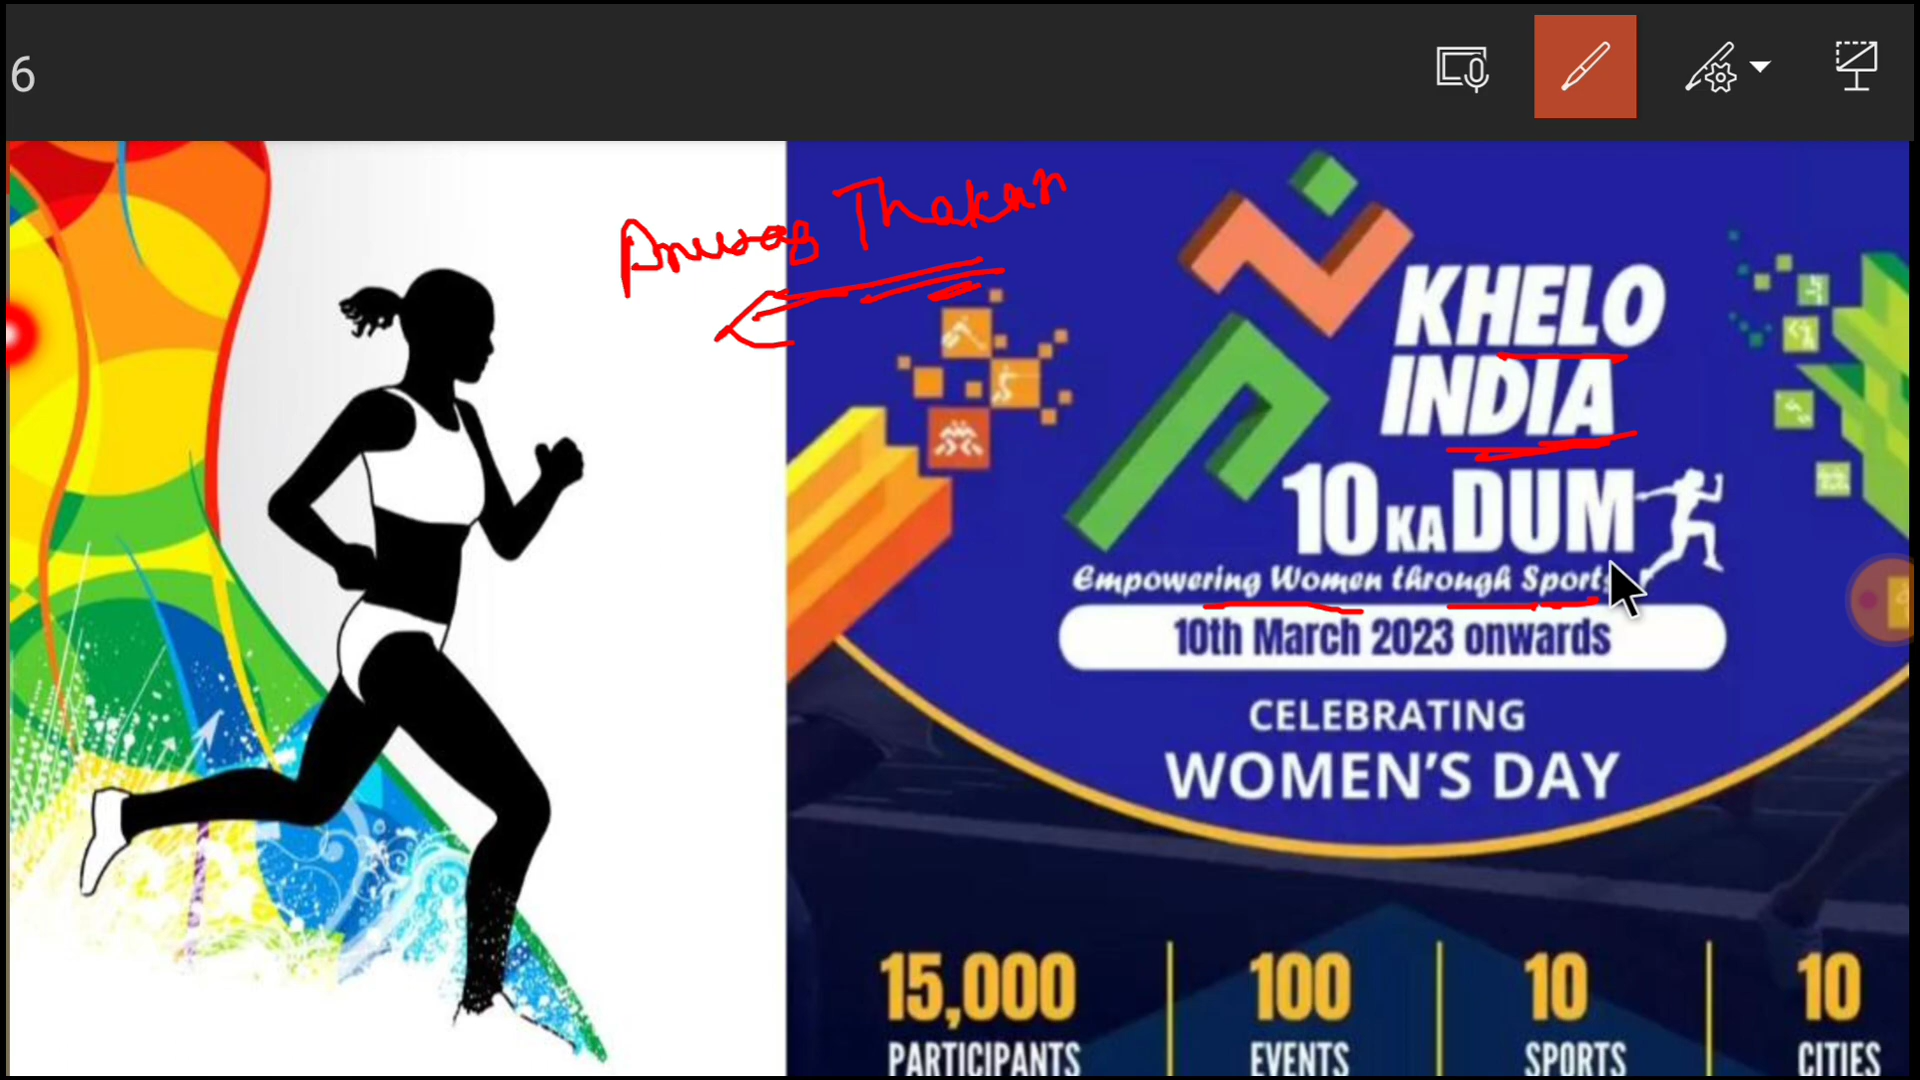 6
Anurag Thakur
KHELO
INDIA
10 KA DUM
Empowering Women through Sports
10th March 2023 onwards
CELEBRATING
WOMEN'S DAY
15,000
PARTICIPANTS
100
EVENTS
10
SPORTS
10
CITIES